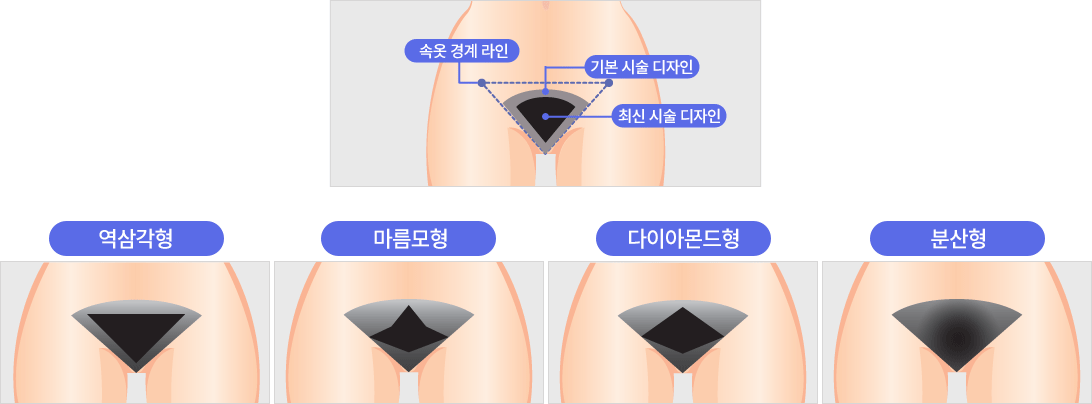 속옷 경계 라인
기본 시술 디자인
최신 시술 디자인
역삼각형
마름모형
다이아몬드형
분산형